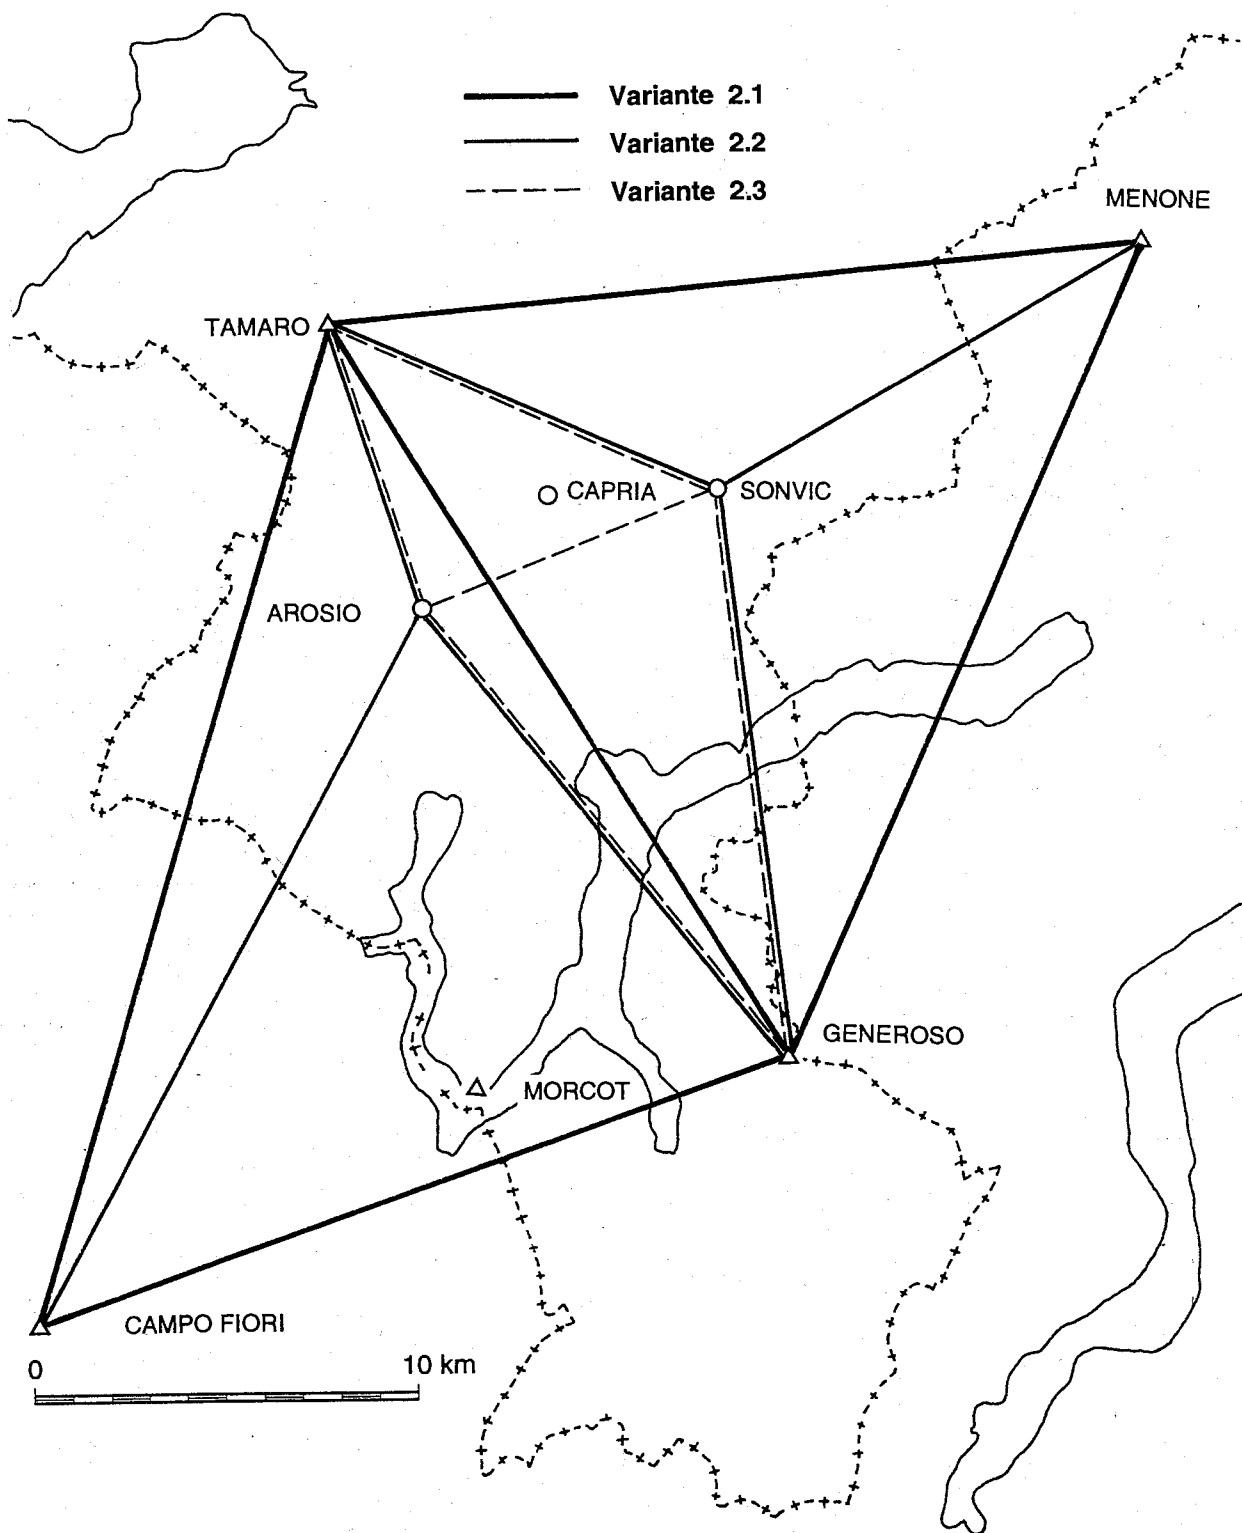 Variante 2.1
Variante 2.2
Variante 2.3
MENONE
TAMARO
CAPRIA
SONVIC
AROSIO
GENEROSO
MORCOT
CAMPO FIORI
0
10 km